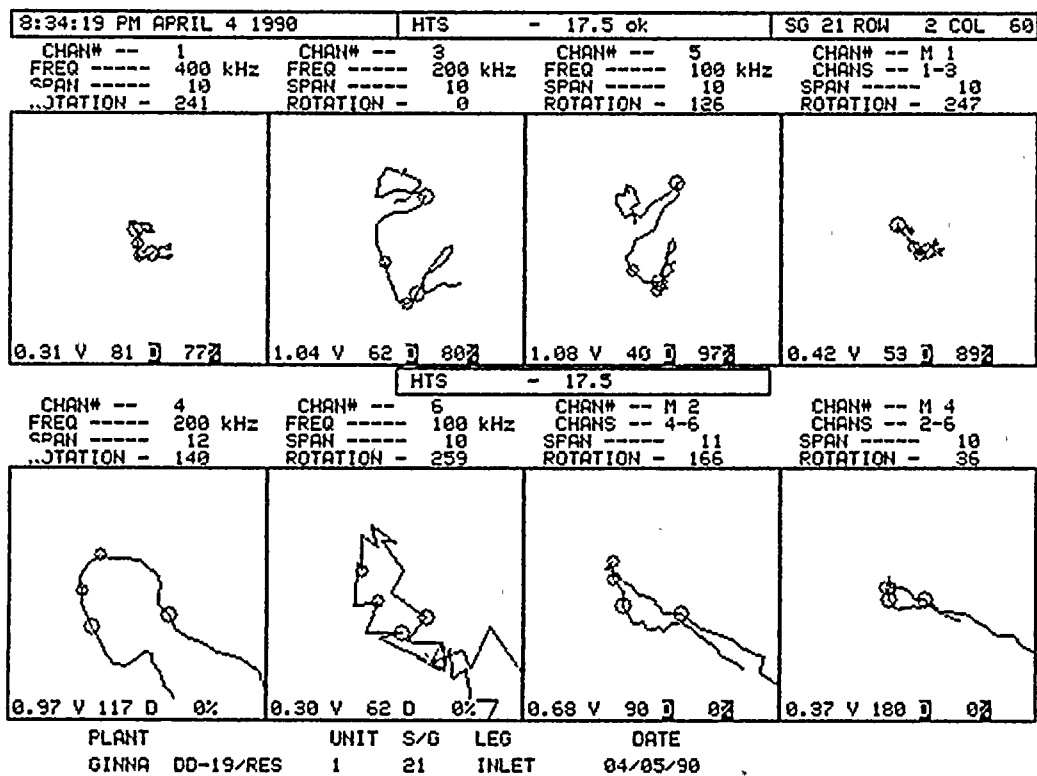 8:34:19 PM APRIL 4 1990 HTS - 17.5 ok SG 21 ROW 2 COL 60
CHAN# -- 1 CHAN# -- 3 CHAN# -- 5 CHAN# -- M 1
FREQ ----- 400 kHz FREQ ----- 200 kHz FREQ ----- 100 kHz CHANS -- 1-3
SPAN ----- 10 SPAN ----- 10 SPAN ----- 10 SPAN ----- 10
ROTATION - 241 ROTATION - 0 ROTATION - 126 ROTATION - 247
0.31 V 81 D 77% 1.04 V 62 D 80% 1.08 V 40 D 97% 0.42 V 53 D 89%
HTS - 17.5
CHAN# -- 4 CHAN# -- 6 CHAN# -- M 2 CHAN# -- M 4
FREQ ----- 200 kHz FREQ ----- 100 kHz CHANS -- 4-6 CHANS -- 2-6
SPAN ----- 12 SPAN ----- 10 SPAN ----- 11 SPAN ----- 10
ROTATION - 140 ROTATION - 259 ROTATION - 166 ROTATION - 36
0.97 V 117 D 0% 0.30 V 62 D 0% 0.68 V 90 D 0% 0.37 V 180 D 0%
PLANT UNIT S/G LEG DATE
GINNA DD-19/RES 1 21 INLET 04/05/90